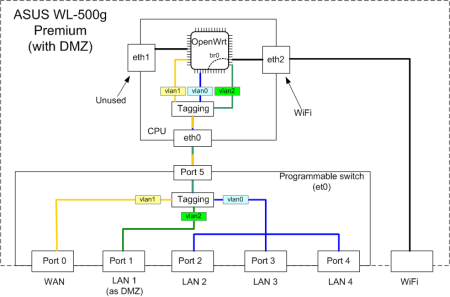 ASUS WL-500g
Premium
(with DMZ)
OpenWrt
br0
eth1
eth2
vlan1
vlan0
vlan2
Unused
Tagging
WiFi
CPU
eth0
Port 5
Programmable switch
(et0)
Tagging
vlan1
vlan0
vlan2
Port 0
Port 1
Port 2
Port 3
Port 4
WAN
LAN 1
(as DMZ)
LAN 2
LAN 3
LAN 4
WiFi